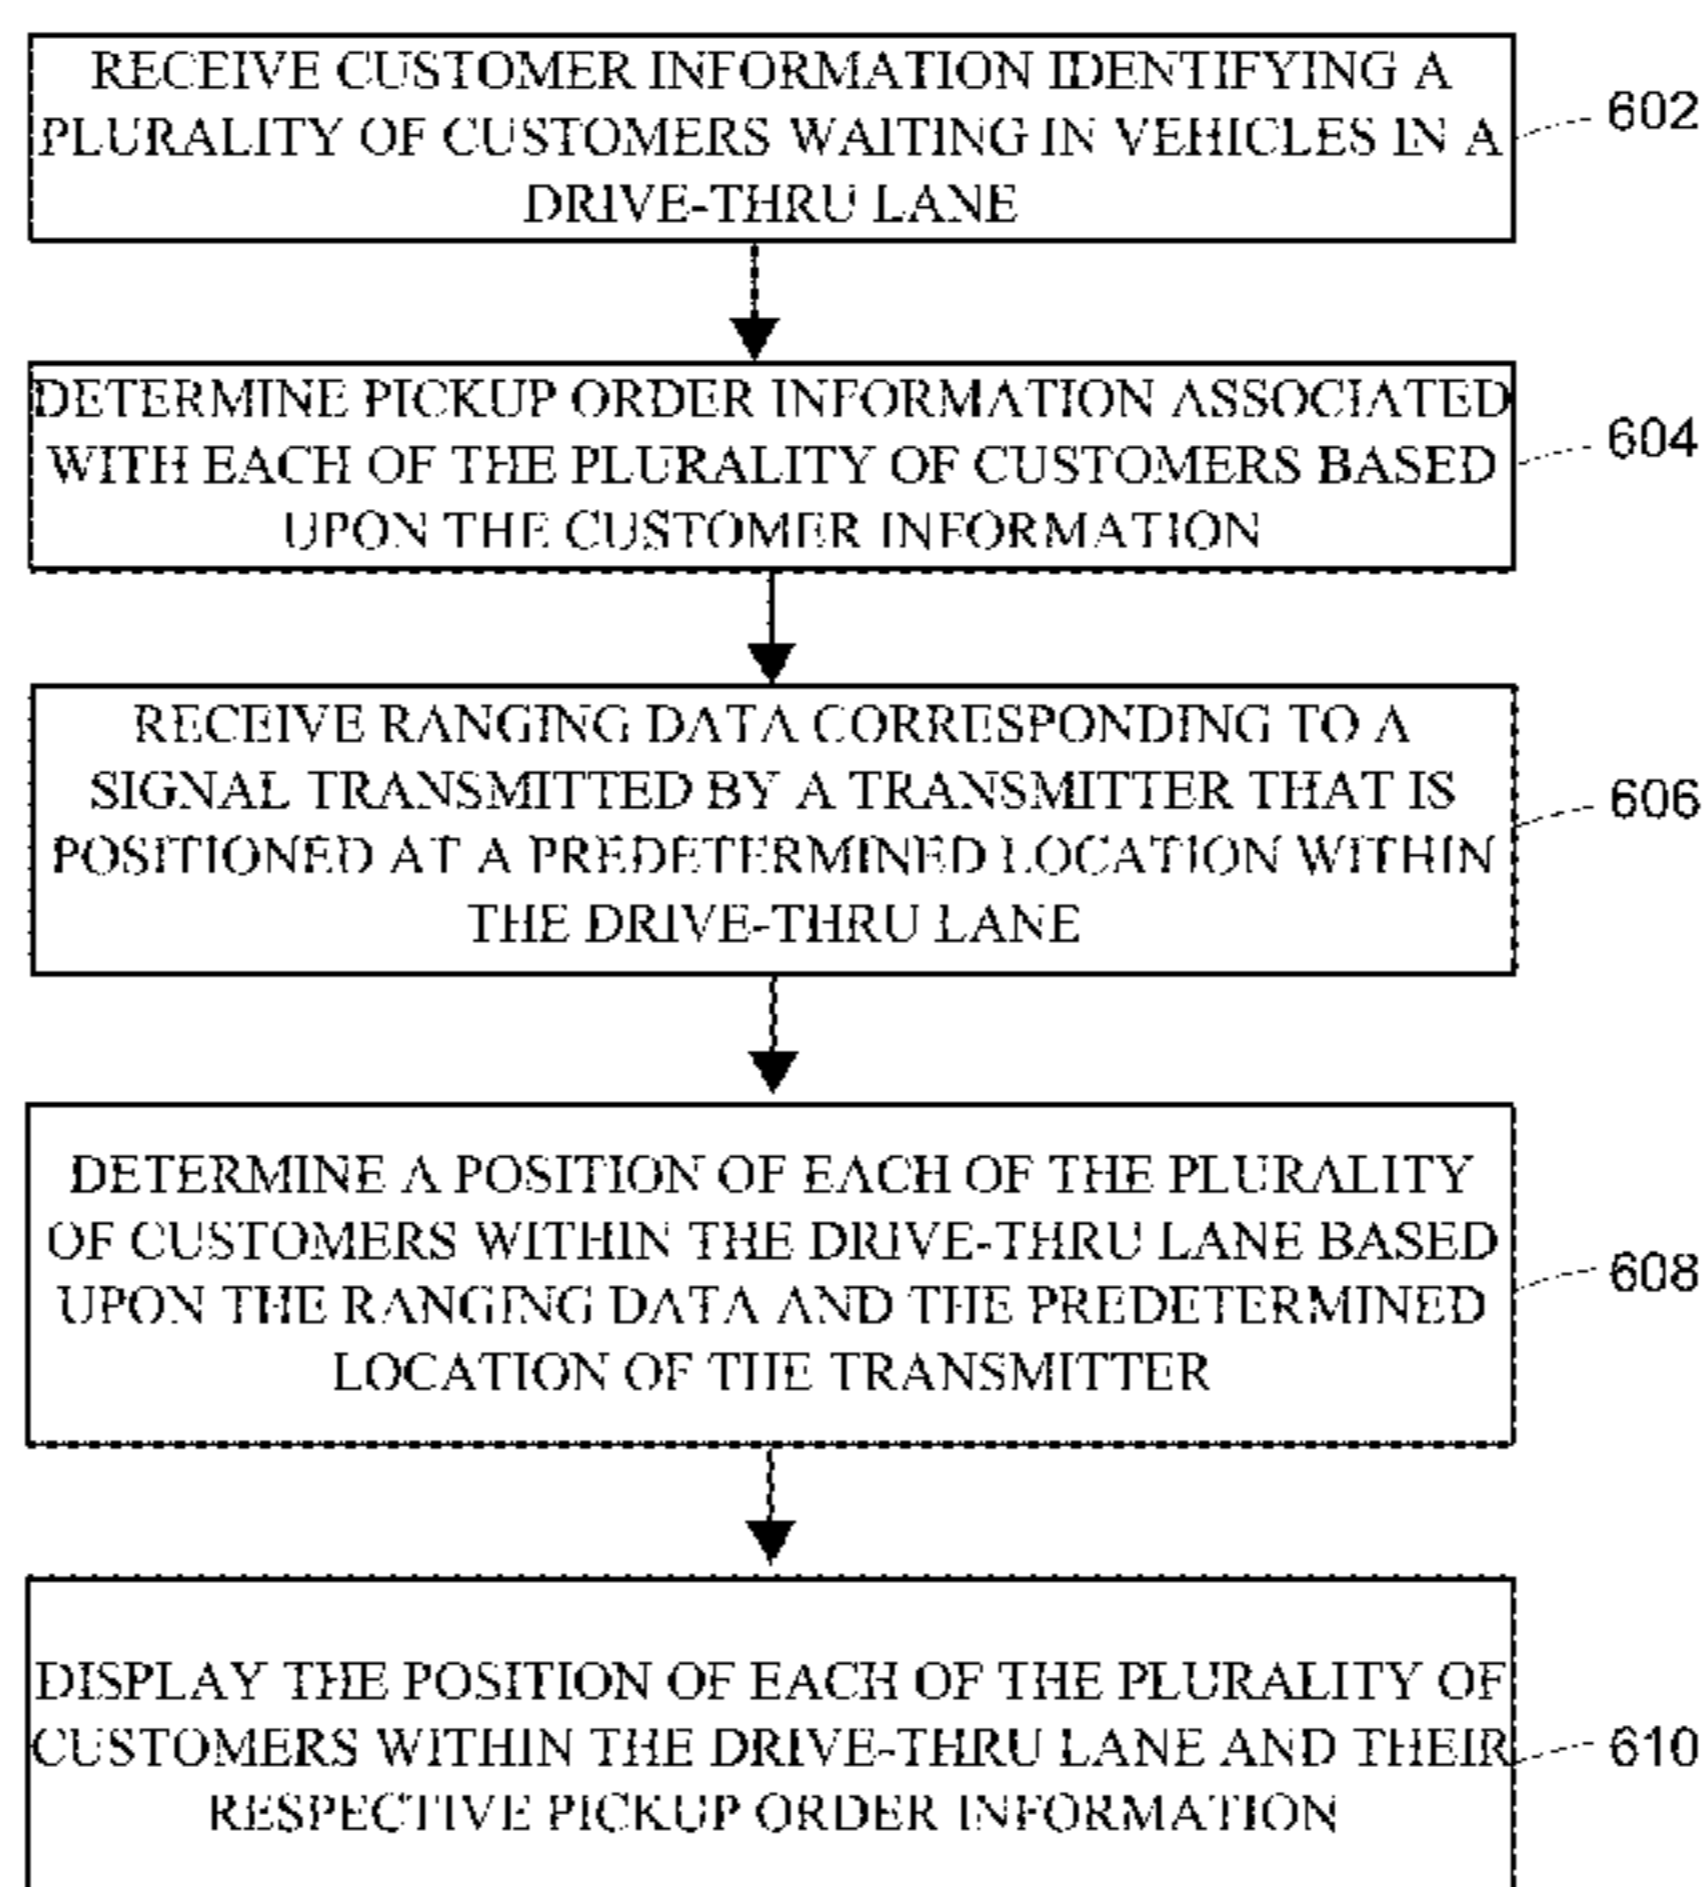 RECEIVE CUSTOMER INFORMATION IDENTIFYING A
PLURALITY OF CUSTOMERS WAITING IN VEHICLES IN A
DRIVE-THRU LANE
602
DETERMINE PICKUP ORDER INFORMATION ASSOCIATED
WITH EACH OF THE PLURALITY OF CUSTOMERS BASED
UPON THE CUSTOMER INFORMATION
604
RECEIVE RANGING DATA CORRESPONDING TO A
SIGNAL TRANSMITTED BY A TRANSMITTER THAT IS
POSITIONED AT A PREDETERMINED LOCATION WITHIN
THE DRIVE-THRU LANE
606
DETERMINE A POSITION OF EACH OF THE PLURALITY
OF CUSTOMERS WITHIN THE DRIVE-THRU LANE BASED
UPON THE RANGING DATA AND THE PREDETERMINED
LOCATION OF THE TRANSMITTER
608
DISPLAY THE POSITION OF EACH OF THE PLURALITY OF
CUSTOMERS WITHIN THE DRIVE-THRU LANE AND THEIR
RESPECTIVE PICKUP ORDER INFORMATION
610